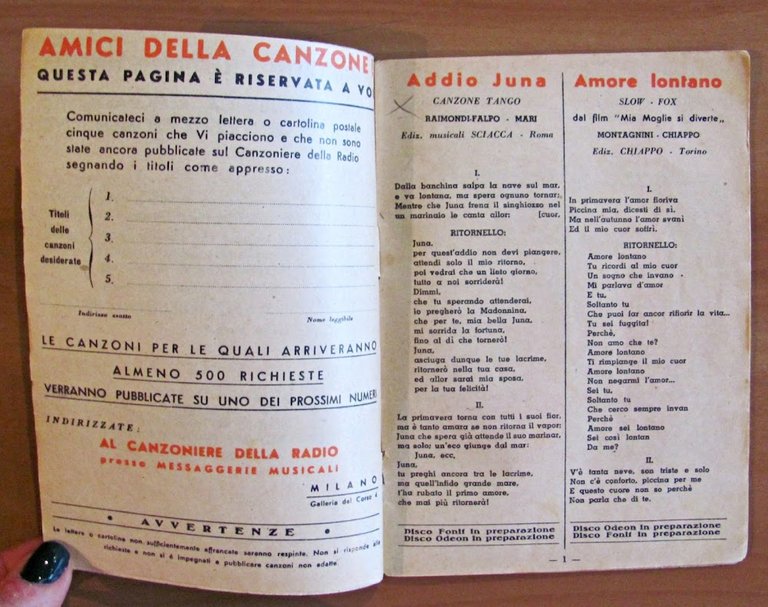 AMICI DELLA CANZONE
QUESTA PAGINA È RISERVATA A VOI
Comunicateci a mezzo lettera o cartolina postale
cinque canzoni che Vi piacciono e che non sono
state ancora pubblicate sul Canzoniere della Radio
segnando i titoli come appresso:
Titoli
delle
canzoni
desiderate
1.
2.
3.
4.
5.
Indirizzo esatto
Nome leggibile
LE CANZONI PER LE QUALI ARRIVERANNO
ALMENO 500 RICHIESTE
VERRANNO PUBBLICATE SU UNO DEI PROSSIMI NUMERI
INDIRIZZATE:
AL CANZONIERE DELLA RADIO
presso MESSAGGERIE MUSICALI
MILANO
Galleria del Corso 4
• AVVERTENZE •
Le lettere o cartoline non sufficientemente affrancate saranno respinte. Non si risponde alle
richieste e non si è impegnati a pubblicare canzoni non adatte.
Addio Juna
CANZONE TANGO
RAIMONDI-FALPO - MARI
Ediz. musicali SCIACCA - Roma
I.
Dalla banchina salpa la nave sul mar,
e va lontana, ma spera ognuno tornar;
Mentre che Juna frena il singhiozzo nel
un marinaio le canta allor: [cuor,
RITORNELLO:
Juna,
per quest'addio non devi piangere,
attendi solo il mio ritorno,
poi vedrai che un lieto giorno,
tutto a noi sorriderà!
Dimmi,
che tu sperando attenderai,
io pregherò la Madonnina,
che per te, mia bella Juna,
mi sorrida la fortuna,
fino al dì che tornerò!
Juna,
asciuga dunque le tue lacrime,
ritornerò nella tua casa,
ed allor sarai mia sposa,
per la tua felicità!
II.
La primavera torna con tutti i suoi fior,
ma è tanto amara se non ritorna il vapor;
Juna che spera già attende il suo marinar,
ma solo; un'eco giunge dal mar:
Juna, ecc,
Juna,
tu preghi ancora tra le lacrime,
ma quell'infido grande mare,
t'ha rubato il primo amore,
che mai più ritornerà!
Disco Fonit in preparazione
Disco Odeon in preparazione
Amore lontano
SLOW - FOX
dal film "Mia Moglie si diverte„
MONTAGNINI - CHIAPPO
Ediz. CHIAPPO - Torino
I.
In primavera l'amor fioriva
Piccina mia, dicesti di sì.
Ma nell'autunno l'amor svanì
Ed il mio cuor soffrì.
RITORNELLO:
Amore lontano
Tu ricordi al mio cuor
Un sogno che invano
Mi parlava d'amor
E tu,
Soltanto tu
Che puoi far ancor rifiorir la vita...
Tu sei fuggita!
Perchè,
Non amo che te?
Amore lontano
Ti rimpiange il mio cuor
Amore lontano
Non negarmi l'amor...
Sei tu,
Soltanto tu
Che cerco sempre invan
Perchè
Amore sei lontano
Sei così lontan
Da me?
II.
V'è tanta neve, son triste e solo
Non c'è conforto, piccina per me
E questo cuore non so perchè
Non parla che di te.
Disco Odeon in preparazione
Disco Fonit in preparazione
— 1 —